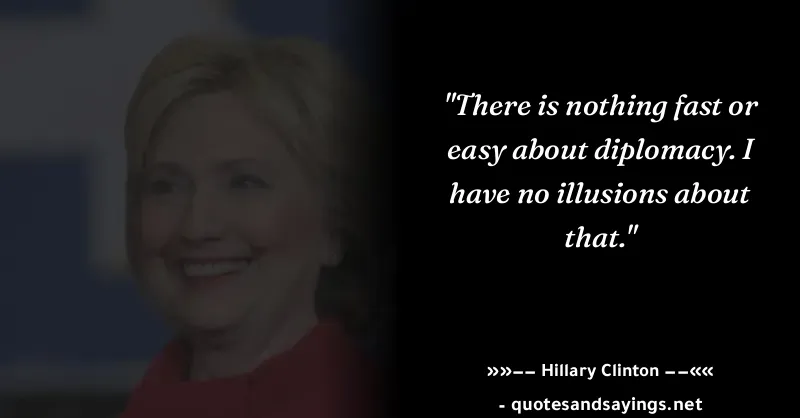 "There is nothing fast or
easy about diplomacy. I
have no illusions about
that."
»»−− Hillary Clinton −−««
- quotesandsayings.net